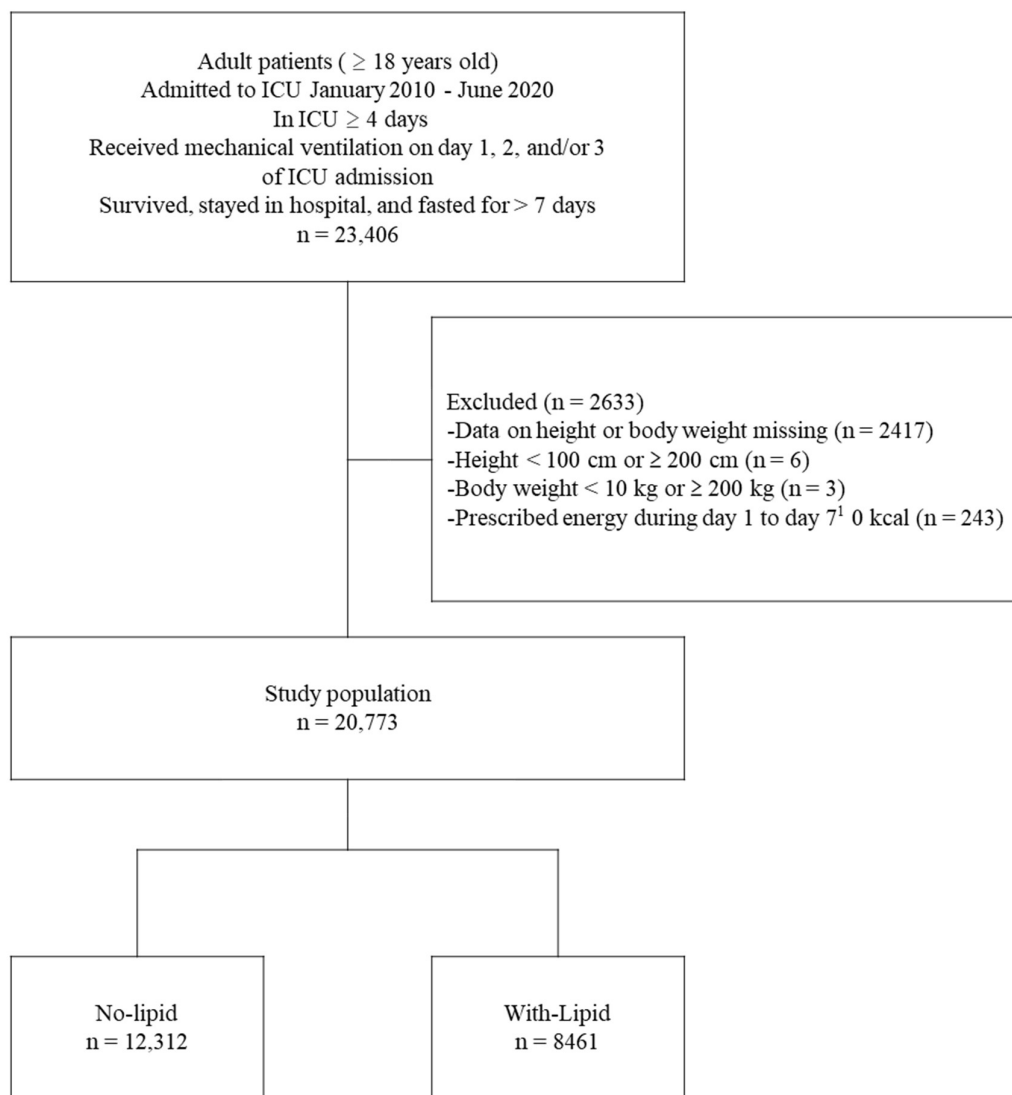 Adult patients ( ≥ 18 years old)
Admitted to ICU January 2010 - June 2020
In ICU ≥ 4 days
Received mechanical ventilation on day 1, 2, and/or 3
of ICU admission
Survived, stayed in hospital, and fasted for > 7 days
n = 23,406
Excluded (n = 2633)
-Data on height or body weight missing (n = 2417)
-Height < 100 cm or ≥ 200 cm (n = 6)
-Body weight < 10 kg or ≥ 200 kg (n = 3)
-Prescribed energy during day 1 to day 7¹ 0 kcal (n = 243)
Study population
n = 20,773
No-lipid
n = 12,312
With-Lipid
n = 8461